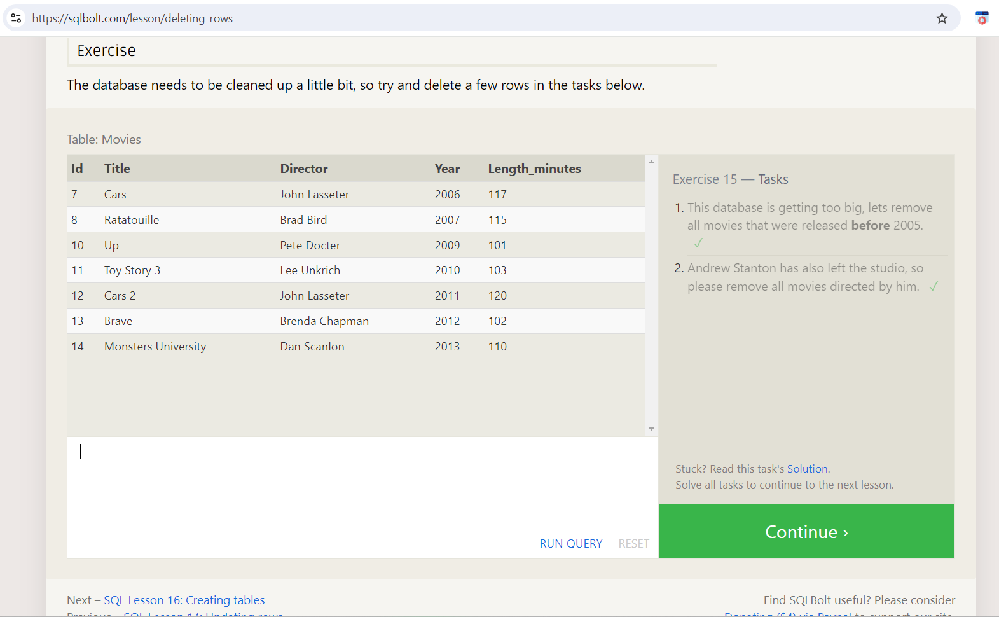 https://sqlbolt.com/lesson/deleting_rows
Exercise
The database needs to be cleaned up a little bit, so try and delete a few rows in the tasks below.
Table: Movies
Id Title Director Year Length_minutes
7 Cars John Lasseter 2006 117
8 Ratatouille Brad Bird 2007 115
10 Up Pete Docter 2009 101
11 Toy Story 3 Lee Unkrich 2010 103
12 Cars 2 John Lasseter 2011 120
13 Brave Brenda Chapman 2012 102
14 Monsters University Dan Scanlon 2013 110
RUN QUERY RESET
Exercise 15 — Tasks
1. This database is getting too big, lets remove
all movies that were released before 2005.
✓
2. Andrew Stanton has also left the studio, so
please remove all movies directed by him. ✓
Stuck? Read this task's Solution.
Solve all tasks to continue to the next lesson.
Continue ›
Next – SQL Lesson 16: Creating tables
Previous – SQL Lesson 14: Updating rows
Find SQLBolt useful? Please consider
Donating ($4) via Paypal to support our site.